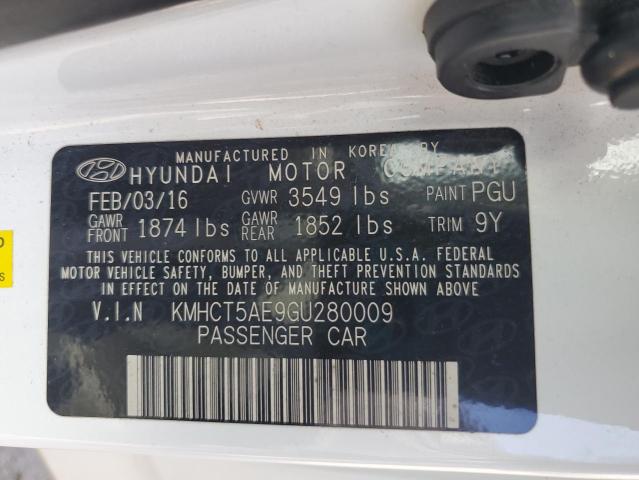 MANUFACTURED IN KOREA BY
HYUNDAI MOTOR COMPANY
FEB/03/16 GVWR 3549 lbs PAINT PGU
GAWR FRONT 1874 lbs GAWR REAR 1852 lbs TRIM 9Y
THIS VEHICLE CONFORMS TO ALL APPLICABLE U.S.A. FEDERAL
MOTOR VEHICLE SAFETY, BUMPER, AND THEFT PREVENTION STANDARDS
IN EFFECT ON THE DATE OF MANUFACTURE SHOWN ABOVE.
V.I.N KMHCT5AE9GU280009
PASSENGER CAR